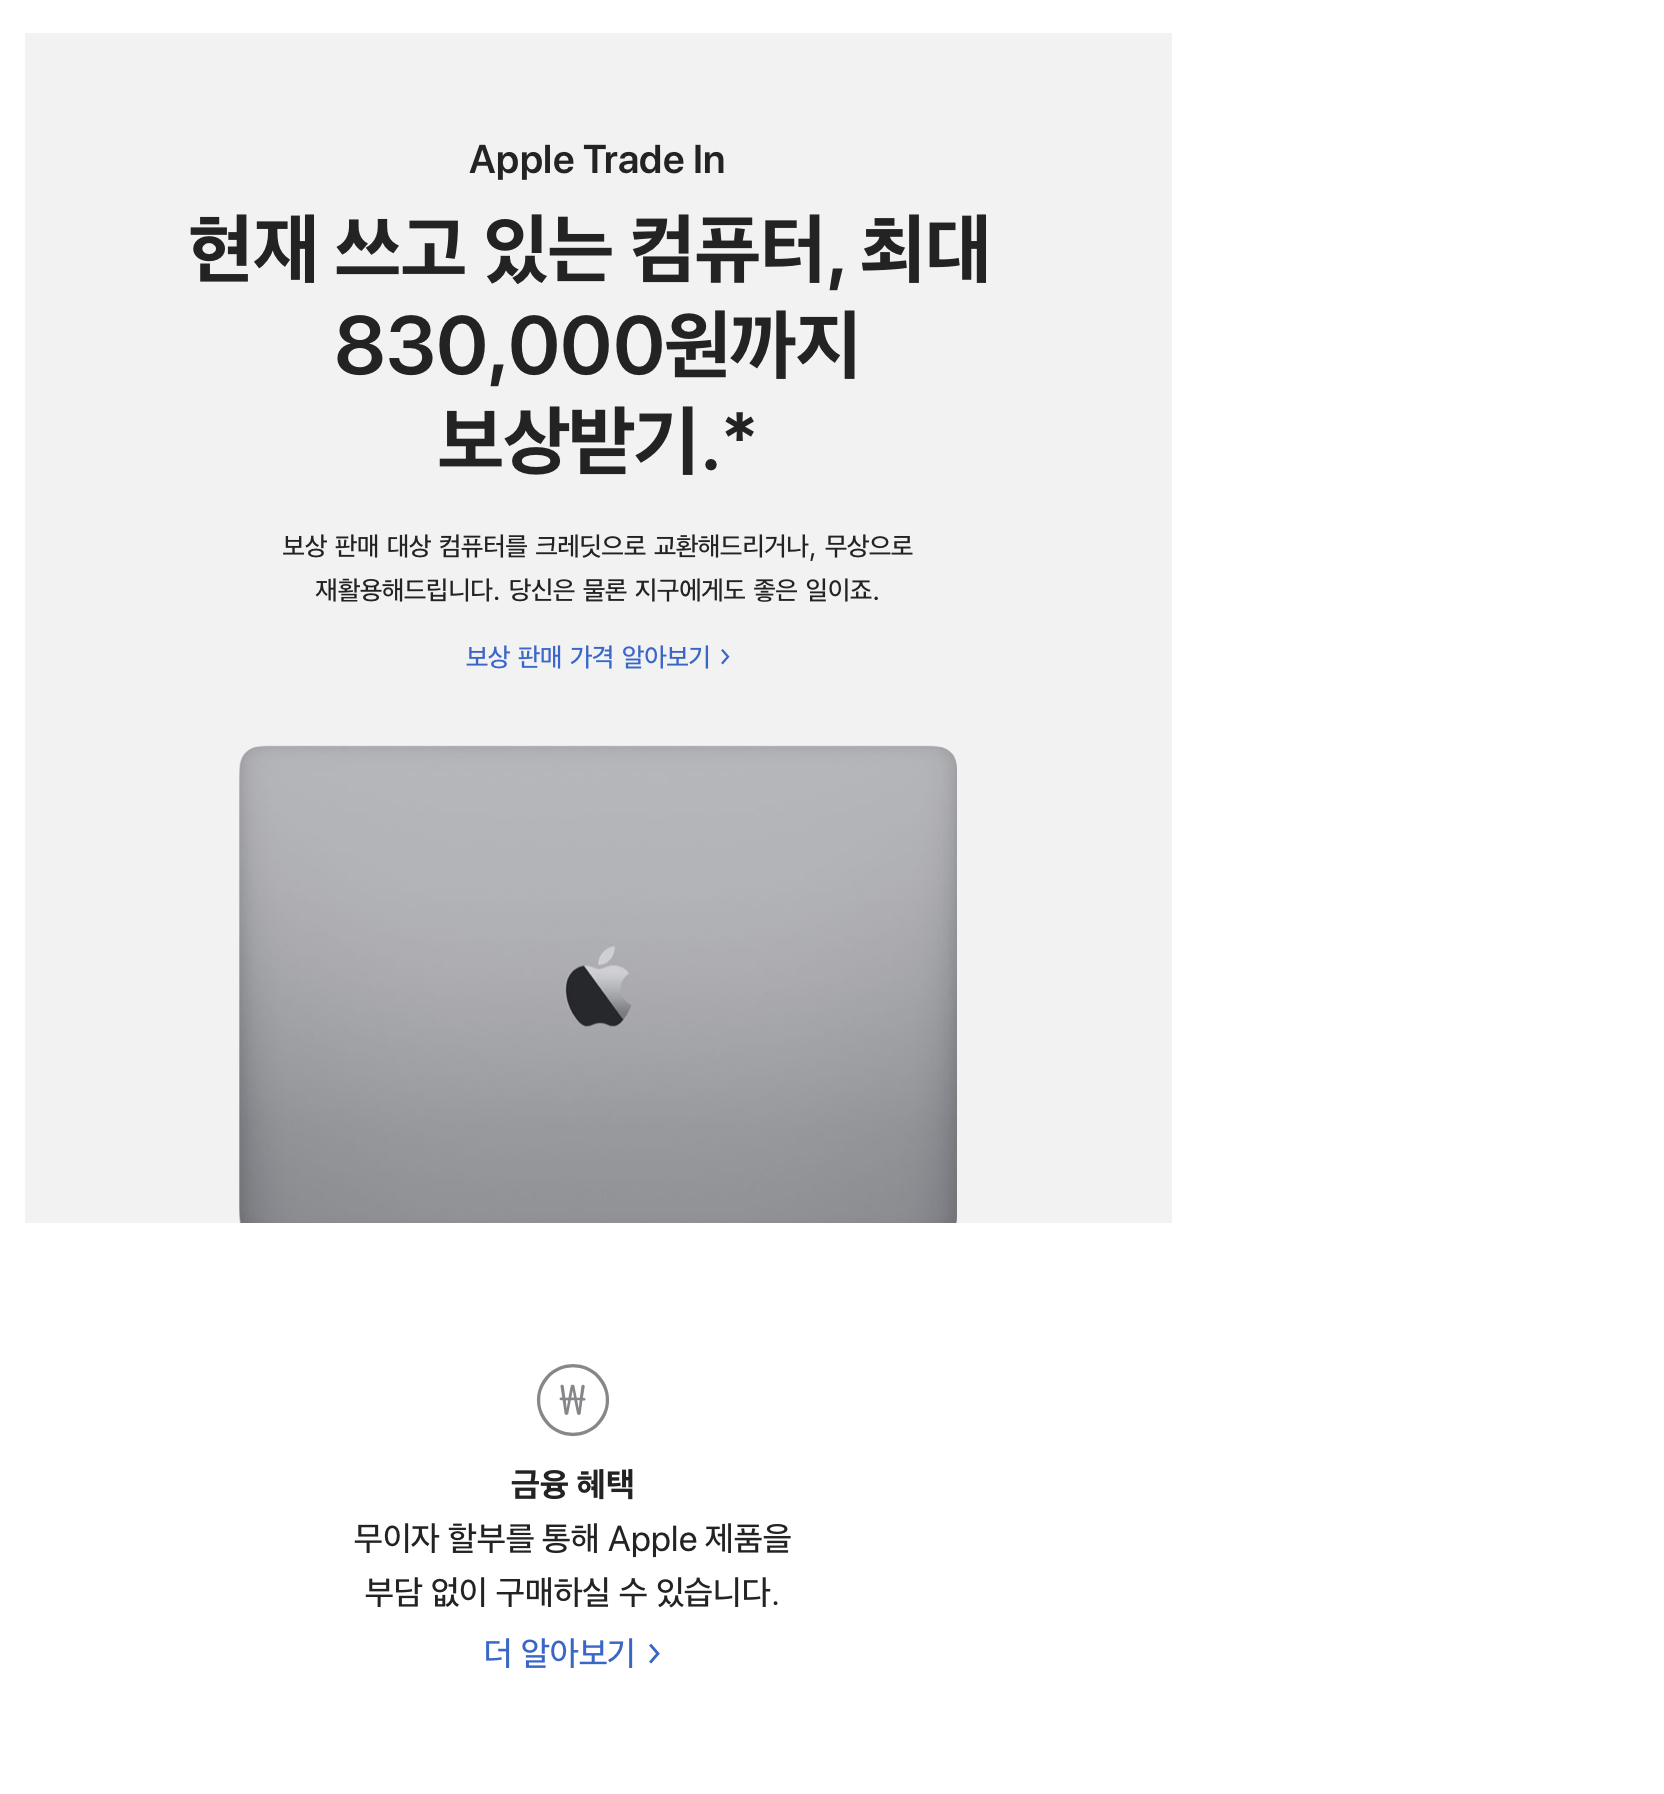 Apple Trade In
현재 쓰고 있는 컴퓨터, 최대
830,000원까지
보상받기.*
보상 판매 대상 컴퓨터를 크레딧으로 교환해드리거나, 무상으로
재활용해드립니다. 당신은 물론 지구에게도 좋은 일이죠.
보상 판매 가격 알아보기 >
₩
금융 혜택
무이자 할부를 통해 Apple 제품을
부담 없이 구매하실 수 있습니다.
더 알아보기 >